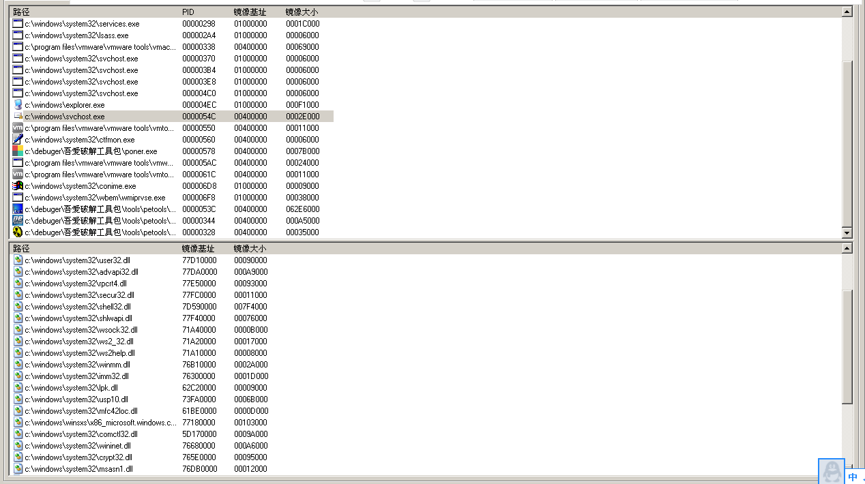 路径 PID 镜像基址 镜像大小
c:\windows\system32\services.exe 00000298 01000000 0001C000
c:\windows\system32\lsass.exe 000002A4 01000000 00006000
c:\program files\vmware\vmware tools\vmac... 00000338 00400000 00069000
c:\windows\system32\svchost.exe 00000370 01000000 00006000
c:\windows\system32\svchost.exe 000003B4 01000000 00006000
c:\windows\system32\svchost.exe 000003E8 01000000 00006000
c:\windows\system32\svchost.exe 000004C0 01000000 00006000
c:\windows\explorer.exe 000004EC 01000000 000F1000
c:\windows\svchost.exe 0000054C 00400000 0002E000
c:\program files\vmware\vmware tools\vmto... 00000550 00400000 00011000
c:\windows\system32\ctfmon.exe 00000560 00400000 00006000
c:\debuger\吾爱破解工具包\poner.exe 00000578 00400000 0007B000
c:\program files\vmware\vmware tools\vmw... 000005AC 00400000 00024000
c:\program files\vmware\vmware tools\vmto... 0000061C 00400000 00011000
c:\windows\system32\conime.exe 000006D8 01000000 00009000
c:\windows\system32\wbem\wmiprvse.exe 000006F8 01000000 00038000
c:\debuger\吾爱破解工具包\tools\petools\... 0000053C 00400000 0062E6000
c:\debuger\吾爱破解工具包\tools\petools\... 00000344 00400000 000A5000
c:\debuger\吾爱破解工具包\tools\petools\... 00000328 00400000 00035000
路径 镜像基址 镜像大小
c:\windows\system32\user32.dll 77D10000 00090000
c:\windows\system32\advapi32.dll 77DA0000 000A9000
c:\windows\system32\rpcrt4.dll 77E50000 00093000
c:\windows\system32\secur32.dll 77FC0000 00011000
c:\windows\system32\shell32.dll 7D590000 007F4000
c:\windows\system32\shlwapi.dll 77F40000 00076000
c:\windows\system32\wsock32.dll 71A40000 0000B000
c:\windows\system32\ws2_32.dll 71A20000 00017000
c:\windows\system32\ws2help.dll 71A10000 00008000
c:\windows\system32\winmm.dll 76B10000 0002A000
c:\windows\system32\imm32.dll 76300000 0001D000
c:\windows\system32\lpk.dll 62C20000 00009000
c:\windows\system32\usp10.dll 73FA0000 0006B000
c:\windows\system32\mfc42loc.dll 61BE0000 0000D000
c:\windows\winsxs\x86_microsoft.windows.c... 77180000 00103000
c:\windows\system32\comctl32.dll 5D170000 0009A000
c:\windows\system32\wininet.dll 76680000 000A6000
c:\windows\system32\crypt32.dll 765E0000 00095000
c:\windows\system32\msasn1.dll 76DB0000 00012000
中